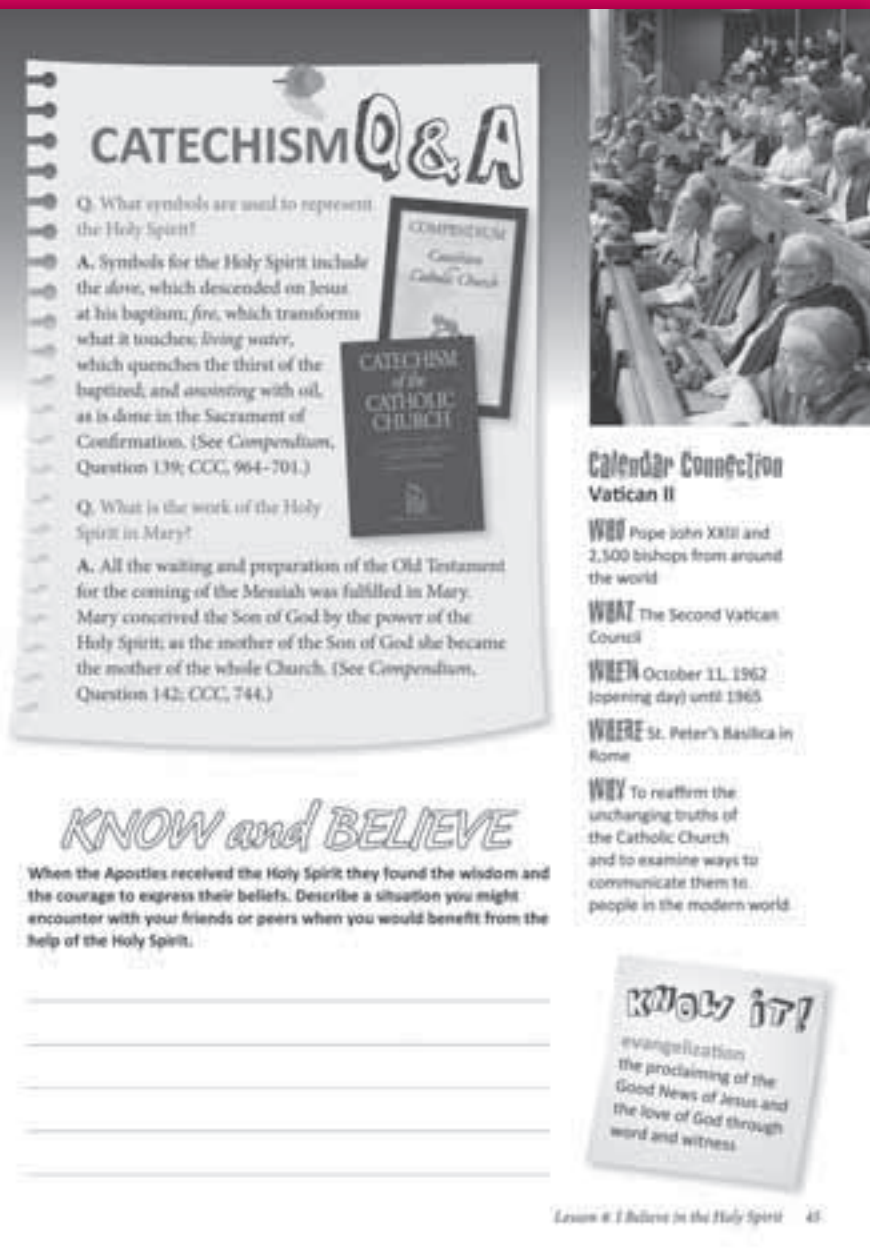 CATECHISM Q & A
Q. What symbols are used to represent
the Holy Spirit?
A. Symbols for the Holy Spirit include
the dove, which descended on Jesus
at his baptism; fire, which transforms
what it touches; living water,
which quenches the thirst of the
baptized; and anointing with oil,
as is done in the Sacrament of
Confirmation. (See Compendium,
Question 139; CCC, 964–701.)
Q. What is the work of the Holy
Spirit in Mary?
A. All the waiting and preparation of the Old Testament
for the coming of the Messiah was fulfilled in Mary.
Mary conceived the Son of God by the power of the
Holy Spirit; as the mother of the Son of God she became
the mother of the whole Church. (See Compendium,
Question 142; CCC, 744.)
COMPENDIUM
Catechism
Catholic Church
CATECHISM
of the
CATHOLIC
CHURCH
KNOW and BELIEVE
When the Apostles received the Holy Spirit they found the wisdom and
the courage to express their beliefs. Describe a situation you might
encounter with your friends or peers when you would benefit from the
help of the Holy Spirit.
Calendar Connection
Vatican II
WHO Pope John XXIII and
2,500 bishops from around
the world
WHAT The Second Vatican
Council
WHEN October 11, 1962
(opening day) until 1965
WHERE St. Peter's Basilica in
Rome
WHY To reaffirm the
unchanging truths of
the Catholic Church
and to examine ways to
communicate them to
people in the modern world
KNOW IT!
evangelization
the proclaiming of the
Good News of Jesus and
the love of God through
word and witness
Lesson 4: I Believe in the Holy Spirit 45